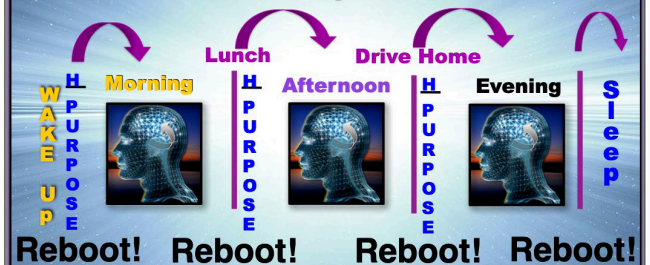 Lunch
Drive Home
WAKE Up
H PURPOSE
Morning
H PURPOSE
Afternoon
H PURPOSE
Evening
Sleep
Reboot! Reboot! Reboot! Reboot!